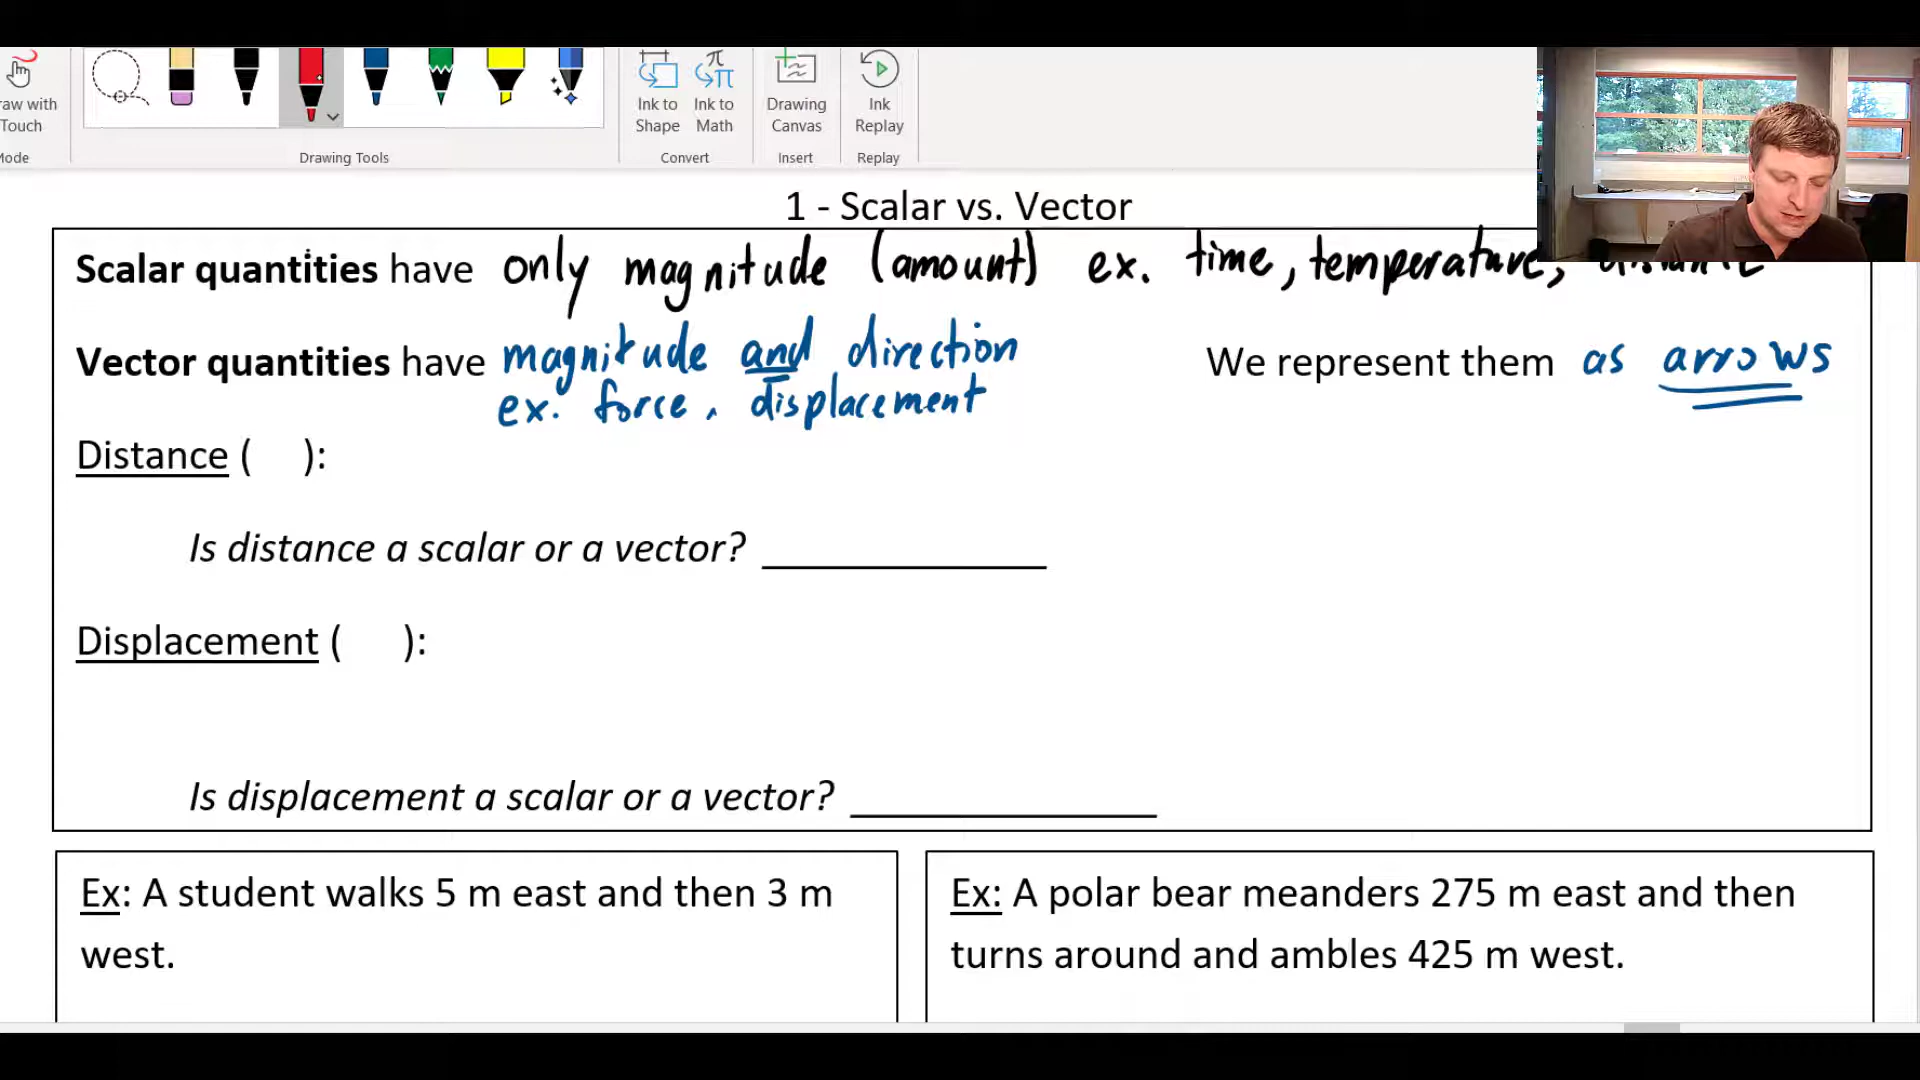 raw with
Touch
Mode
Drawing Tools
Ink to
Shape
Ink to
Math
Convert
Drawing
Canvas
Insert
Ink
Replay
Replay
1 - Scalar vs. Vector
Scalar quantities have only magnitude (amount) ex. time, temperature,
Vector quantities have magnitude and direction We represent them as arrows
ex. force, displacement
Distance ( ):
Is distance a scalar or a vector? ______________
Displacement ( ):
Is displacement a scalar or a vector? _______________
Ex: A student walks 5 m east and then 3 m
west.
Ex: A polar bear meanders 275 m east and then
turns around and ambles 425 m west.